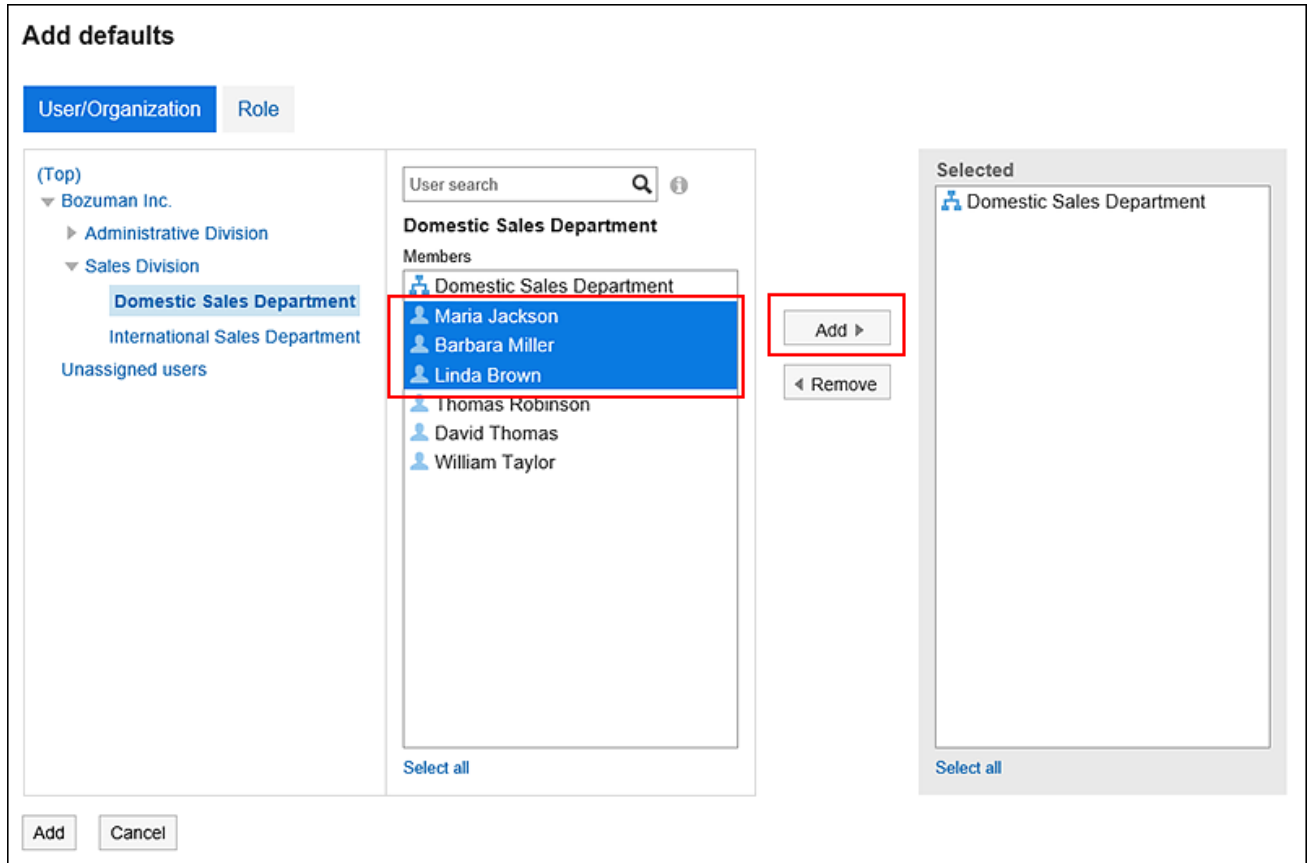 Add defaults
User/Organization
Role
(Top)
Bozuman Inc.
Administrative Division
Sales Division
Domestic Sales Department
International Sales Department
Unassigned users
User search
Domestic Sales Department
Members
Domestic Sales Department
Maria Jackson
Barbara Miller
Linda Brown
Thomas Robinson
David Thomas
William Taylor
Select all
Add
Remove
Selected
Domestic Sales Department
Select all
Add
Cancel